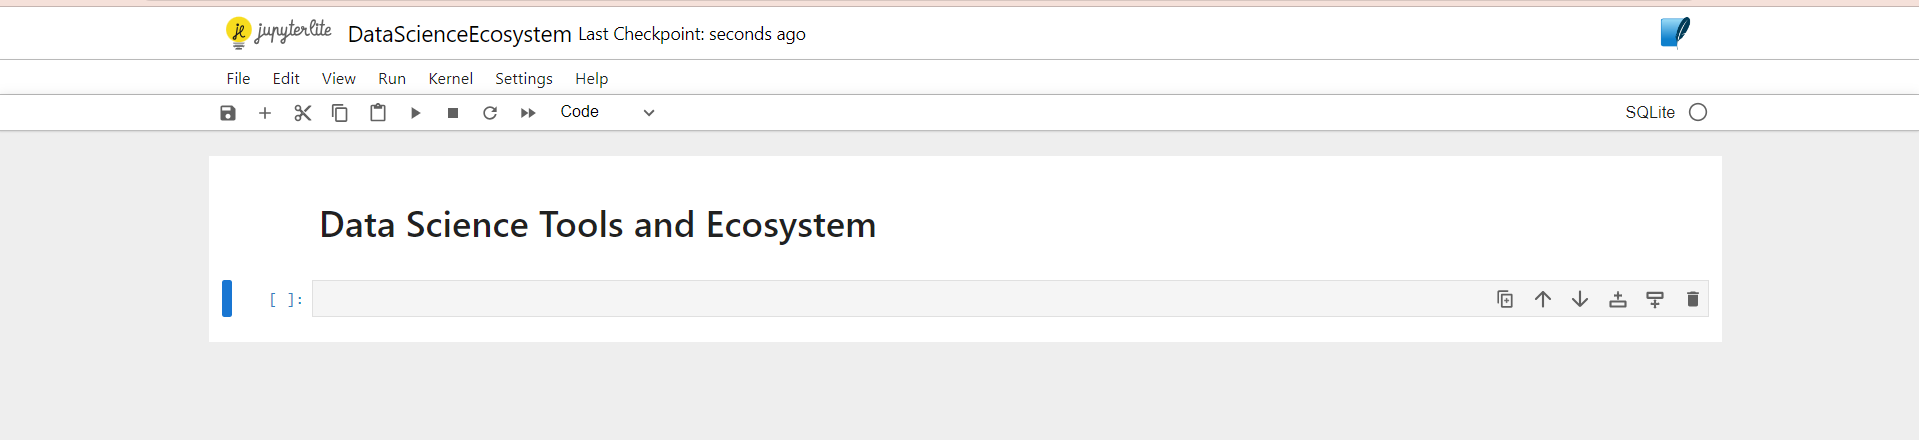 jupyterlite DataScienceEcosystem Last Checkpoint: seconds ago
File Edit View Run Kernel Settings Help
Code SQLite
Data Science Tools and Ecosystem
[ ]: